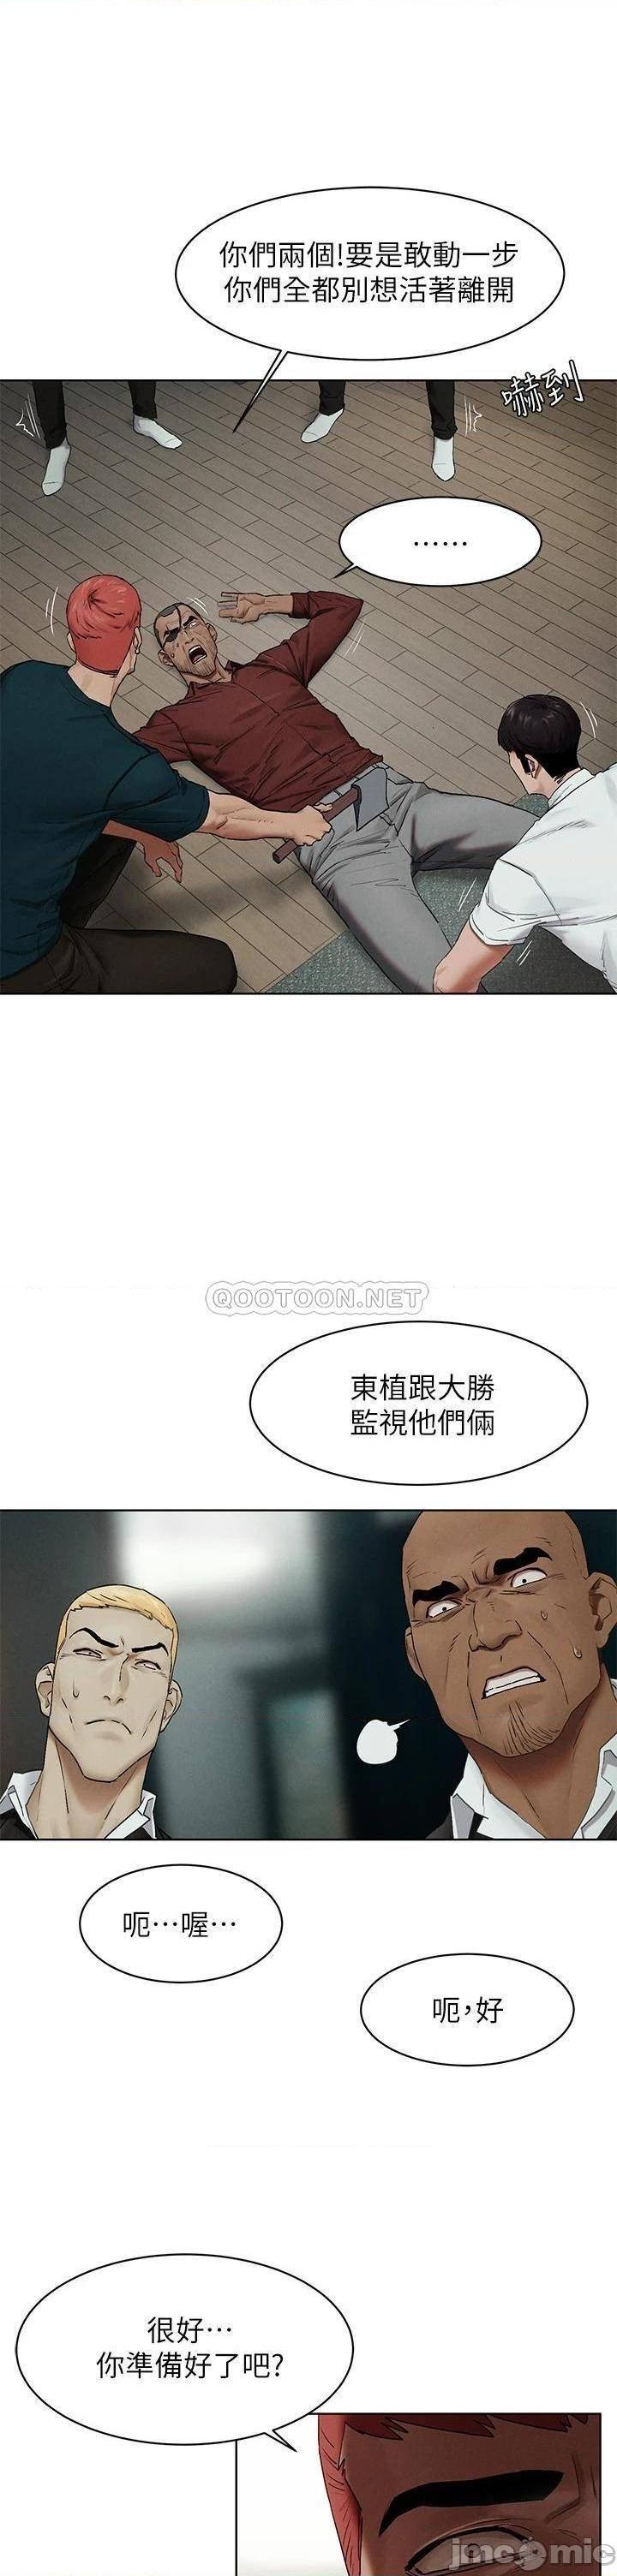 你們兩個!要是敢動一步
你們全都別想活著離開
嚇到
……
QOOTOON.NET
東植跟大勝
監視他們倆
呃…喔…
呃，好
很好…
你準備好了吧?
jmcomic